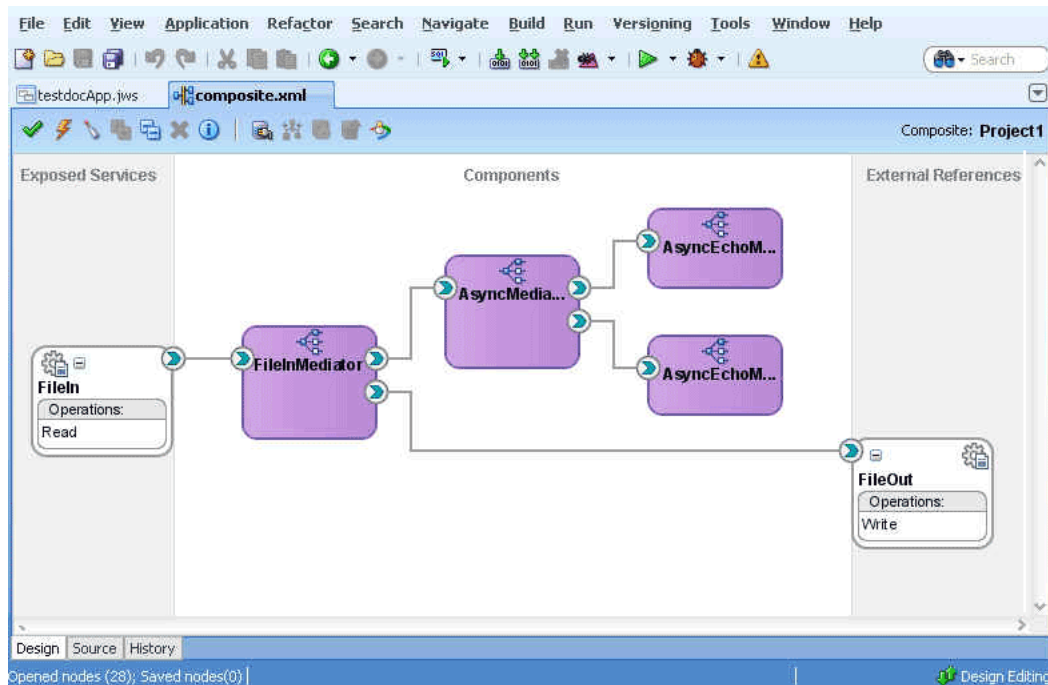 File Edit View Application Refactor Search Navigate Build Run Versioning Tools Window Help
Search
testdocApp.jws composite.xml
Composite: Project1
Exposed Services Components External References
AsyncEchoM...
AsyncMedia...
FileInMediator
AsyncEchoM...
FileIn
Operations:
Read
FileOut
Operations:
Write
Design Source History
Opened nodes (28); Saved nodes(0) Design Editing